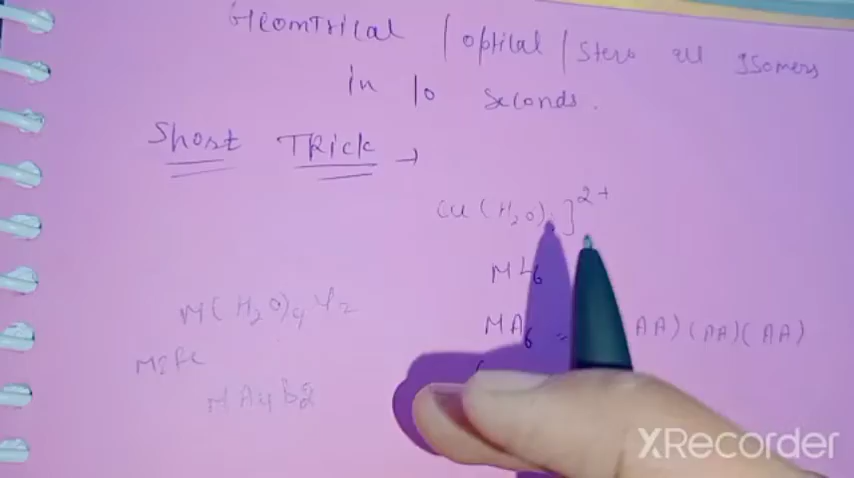 Geomtrical / optical / Stero all Isomers
in 10 seconds.
Short TRick →
Cu(H2O)6]2+
ML6
M(H2O)4Y2
MA6 = AA)(AA)(AA)
MA4B2
XRecorder